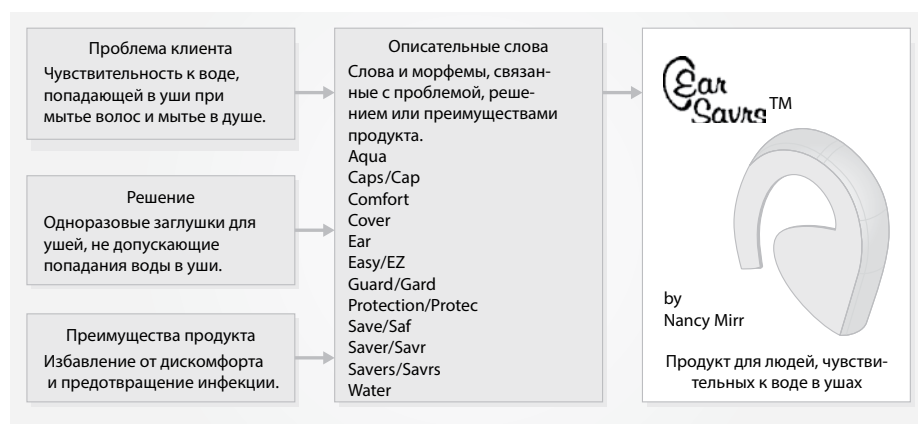 Проблема клиента
Чувствительность к воде,
попадающей в уши при
мытье волос и мытье в душе.
Решение
Одноразовые заглушки для
ушей, не допускающие
попадания воды в уши.
Преимущества продукта
Избавление от дискомфорта
и предотвращение инфекции.
Описательные слова
Слова и морфемы, связан-
ные с проблемой, реше-
нием или преимуществами
продукта.
Aqua
Caps/Cap
Comfort
Cover
Ear
Easy/EZ
Guard/Gard
Protection/Protec
Save/Saf
Saver/Savr
Savers/Savrs
Water
Ear
Savrs TM
by
Nancy Mirr
Продукт для людей, чувстви-
тельных к воде в ушах